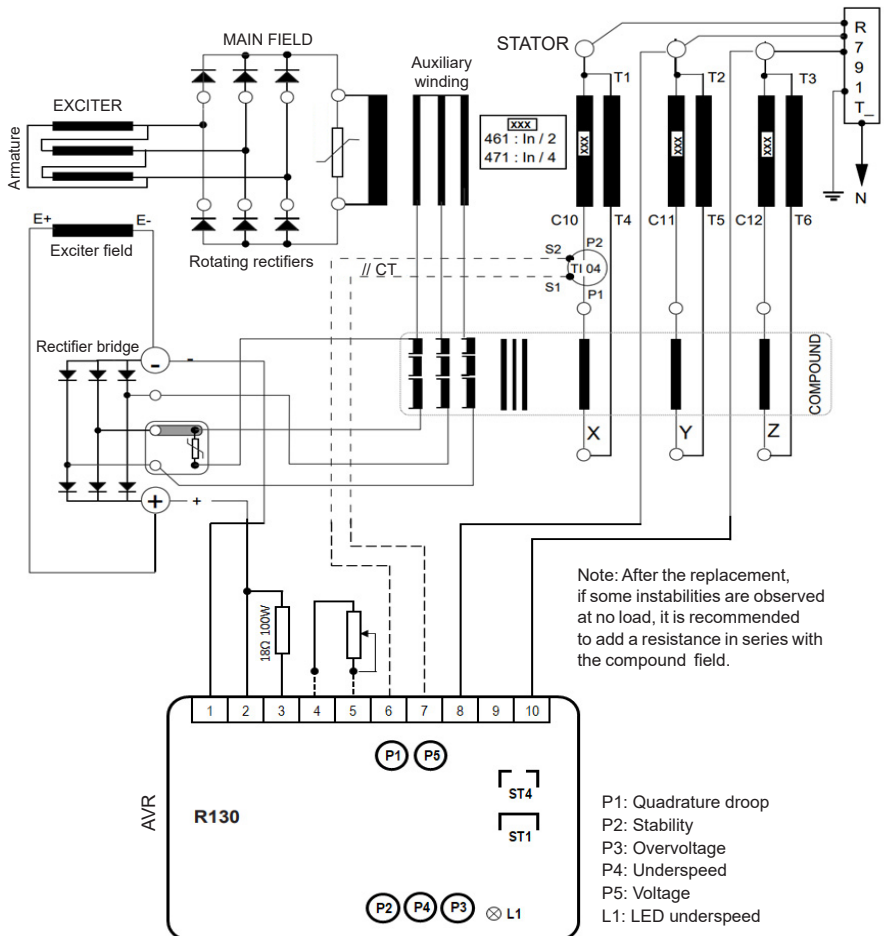 MAIN FIELD
STATOR
R
7
9
1
T_
N
Auxiliary
winding
T1
T2
T3
EXCITER
Armature
xxx
461 : In / 2
471 : In / 4
xxx
xxx
xxx
E+
E-
Exciter field
Rotating rectifiers
C10
T4
C11
T5
C12
T6
S2
P2
// CT
TI 04
S1
P1
Rectifier bridge
-
-
COMPOUND
X
Y
Z
+
+
Note: After the replacement,
if some instabilities are observed
at no load, it is recommended
to add a resistance in series with
the compound field.
18Ω 100W
1
2
3
4
5
6
7
8
9
10
P1
P5
ST4
ST1
AVR
R130
P2
P4
P3
L1
P1: Quadrature droop
P2: Stability
P3: Overvoltage
P4: Underspeed
P5: Voltage
L1: LED underspeed